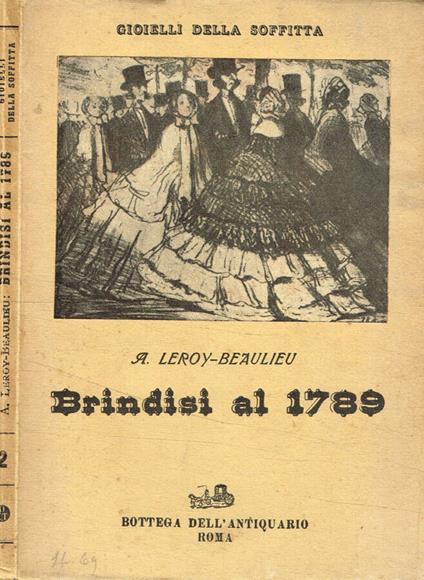 GIOIELLI DELLA SOFFITTA
A. LEROY-BEAULIEU
Brindisi al 1789
BOTTEGA DELL'ANTIQUARIO
ROMA
GIOIELLI
DELLA SOFFITTA
A. LEROY-BEAULIEU: BRINDISI AL 1789
2